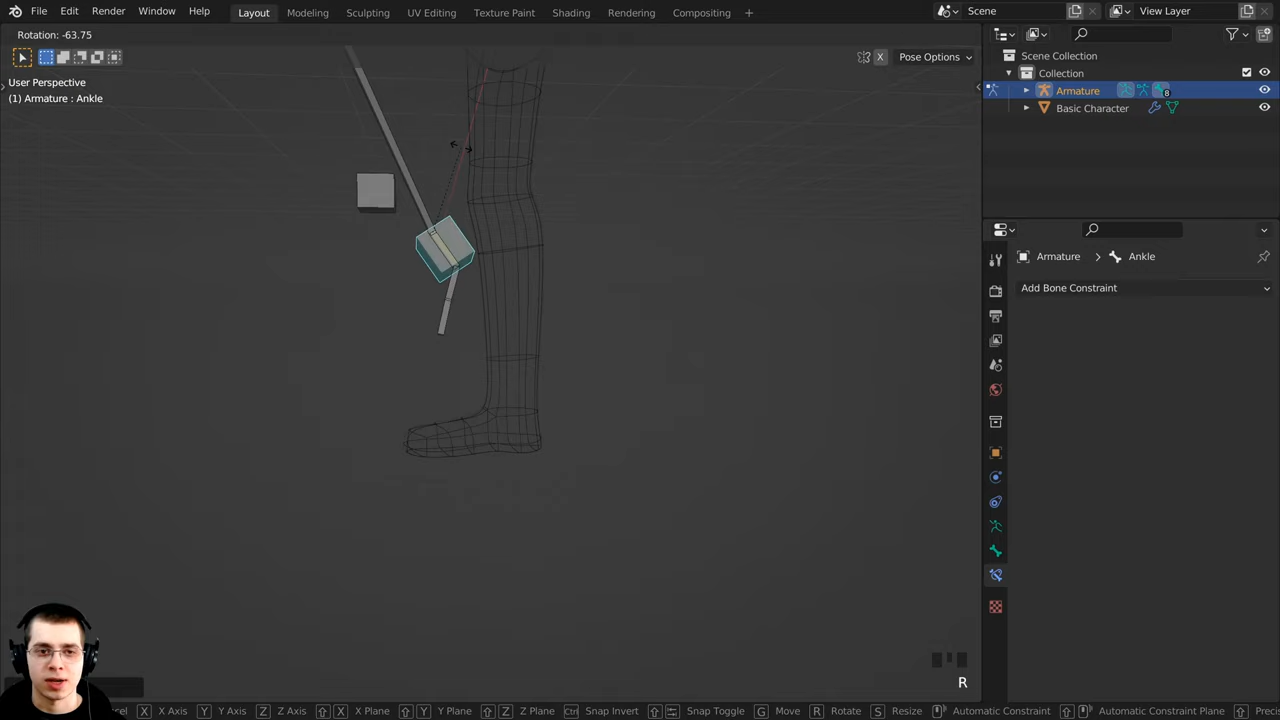 File Edit Render Window Help Layout Modeling Sculpting UV Editing Texture Paint Shading Rendering Compositing + Scene View Layer
Rotation: -63.75
X Pose Options
User Perspective
(1) Armature : Ankle
Scene Collection
Collection
Armature 8
Basic Character
Armature > Ankle
Add Bone Constraint
R
X X Axis Y Y Axis Z Z Axis X X Plane Y Y Plane Z Z Plane Ctrl Snap Invert Snap Toggle G Move R Rotate S Resize Automatic Constraint Automatic Constraint Plane Precis